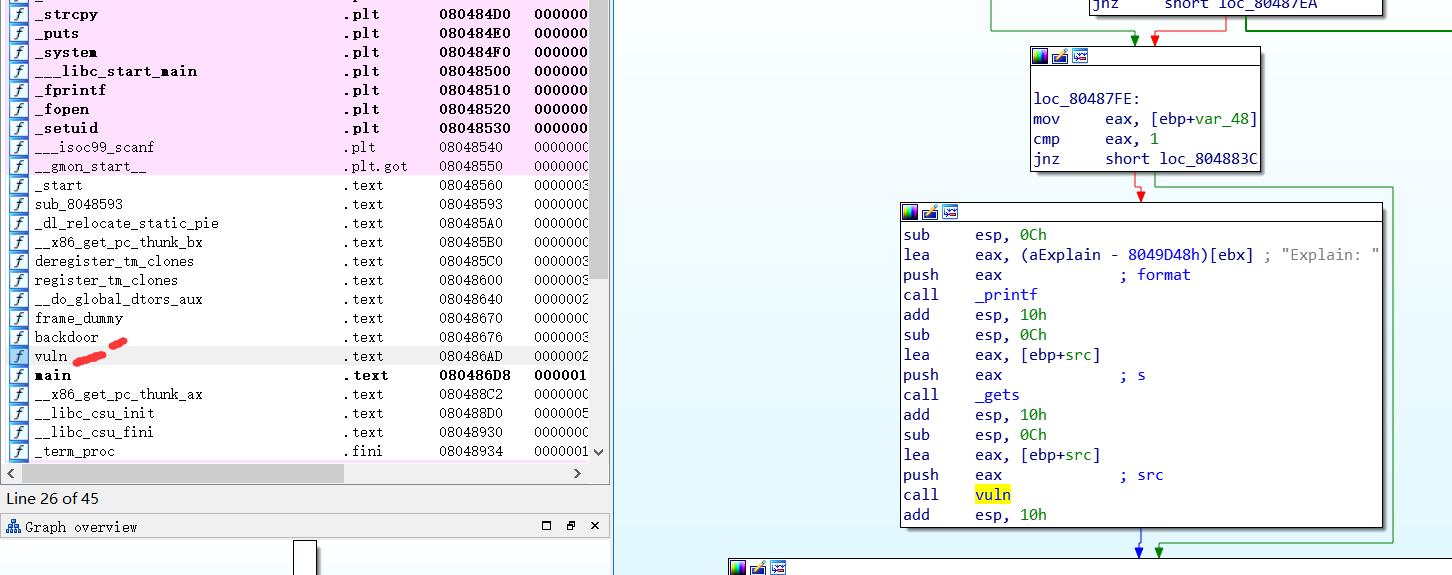 f _strcpy .plt 080484D0 000000
f _puts .plt 080484E0 000000
f _system .plt 080484F0 000000
f ___libc_start_main .plt 08048500 000000
f _fprintf .plt 08048510 000000
f _fopen .plt 08048520 000000
f _setuid .plt 08048530 000000
f ___isoc99_scanf .plt 08048540 0000000
f __gmon_start__ .plt.got 08048550 0000000
f _start .text 08048560 0000003
f sub_8048593 .text 08048593 0000000
f _dl_relocate_static_pie .text 080485A0 0000000
f __x86_get_pc_thunk_bx .text 080485B0 0000000
f deregister_tm_clones .text 080485C0 0000003
f register_tm_clones .text 08048600 0000003
f __do_global_dtors_aux .text 08048640 0000002
f frame_dummy .text 08048670 0000000
f backdoor .text 08048676 0000003
f vuln .text 080486AD 0000002
f main .text 080486D8 000001
f __x86_get_pc_thunk_ax .text 080488C2 0000000
f __libc_csu_init .text 080488D0 0000005
f __libc_csu_fini .text 08048930 0000000
f _term_proc .fini 08048934 0000001
Line 26 of 45
Graph overview
jnz short loc_80487EA
loc_80487FE:
mov eax, [ebp+var_48]
cmp eax, 1
jnz short loc_804883C
sub esp, 0Ch
lea eax, (aExplain - 8049D48h)[ebx] ; "Explain: "
push eax ; format
call _printf
add esp, 10h
sub esp, 0Ch
lea eax, [ebp+src]
push eax ; s
call _gets
add esp, 10h
sub esp, 0Ch
lea eax, [ebp+src]
push eax ; src
call vuln
add esp, 10h